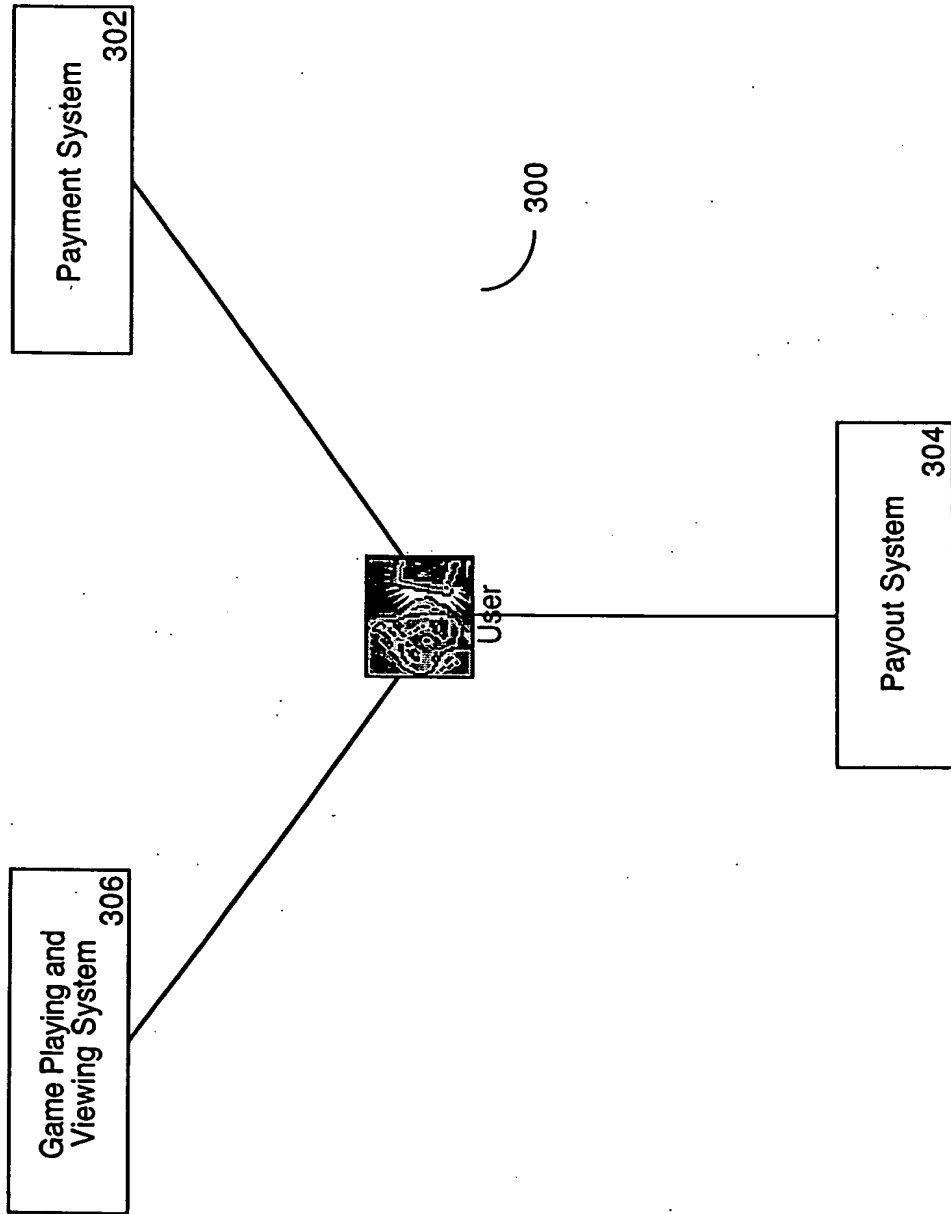 Game Playing and
Viewing System
306
Payment System
302
User
300
Payout System
304